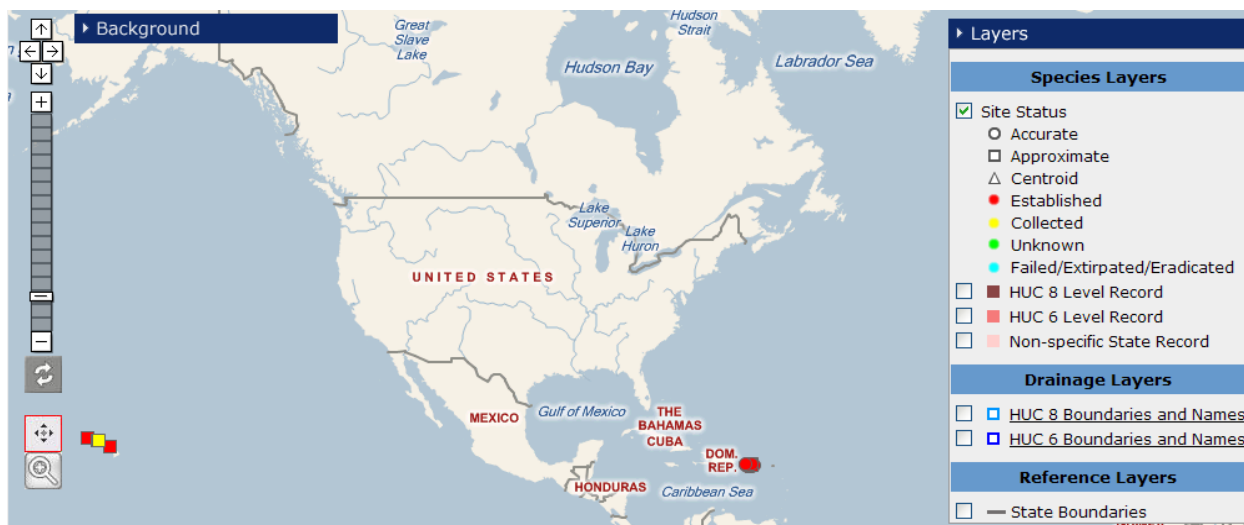 Background
Great
Slave
Lake
Hudson
Strait
Hudson Bay
Labrador Sea
Lake
Superior
Lake
Huron
UNITED STATES
MEXICO
Gulf of Mexico
THE
BAHAMAS
CUBA
DOM.
REP.
HONDURAS
Caribbean Sea
Layers
Species Layers
Site Status
Accurate
Approximate
Centroid
Established
Collected
Unknown
Failed/Extirpated/Eradicated
HUC 8 Level Record
HUC 6 Level Record
Non-specific State Record
Drainage Layers
HUC 8 Boundaries and Names
HUC 6 Boundaries and Names
Reference Layers
State Boundaries